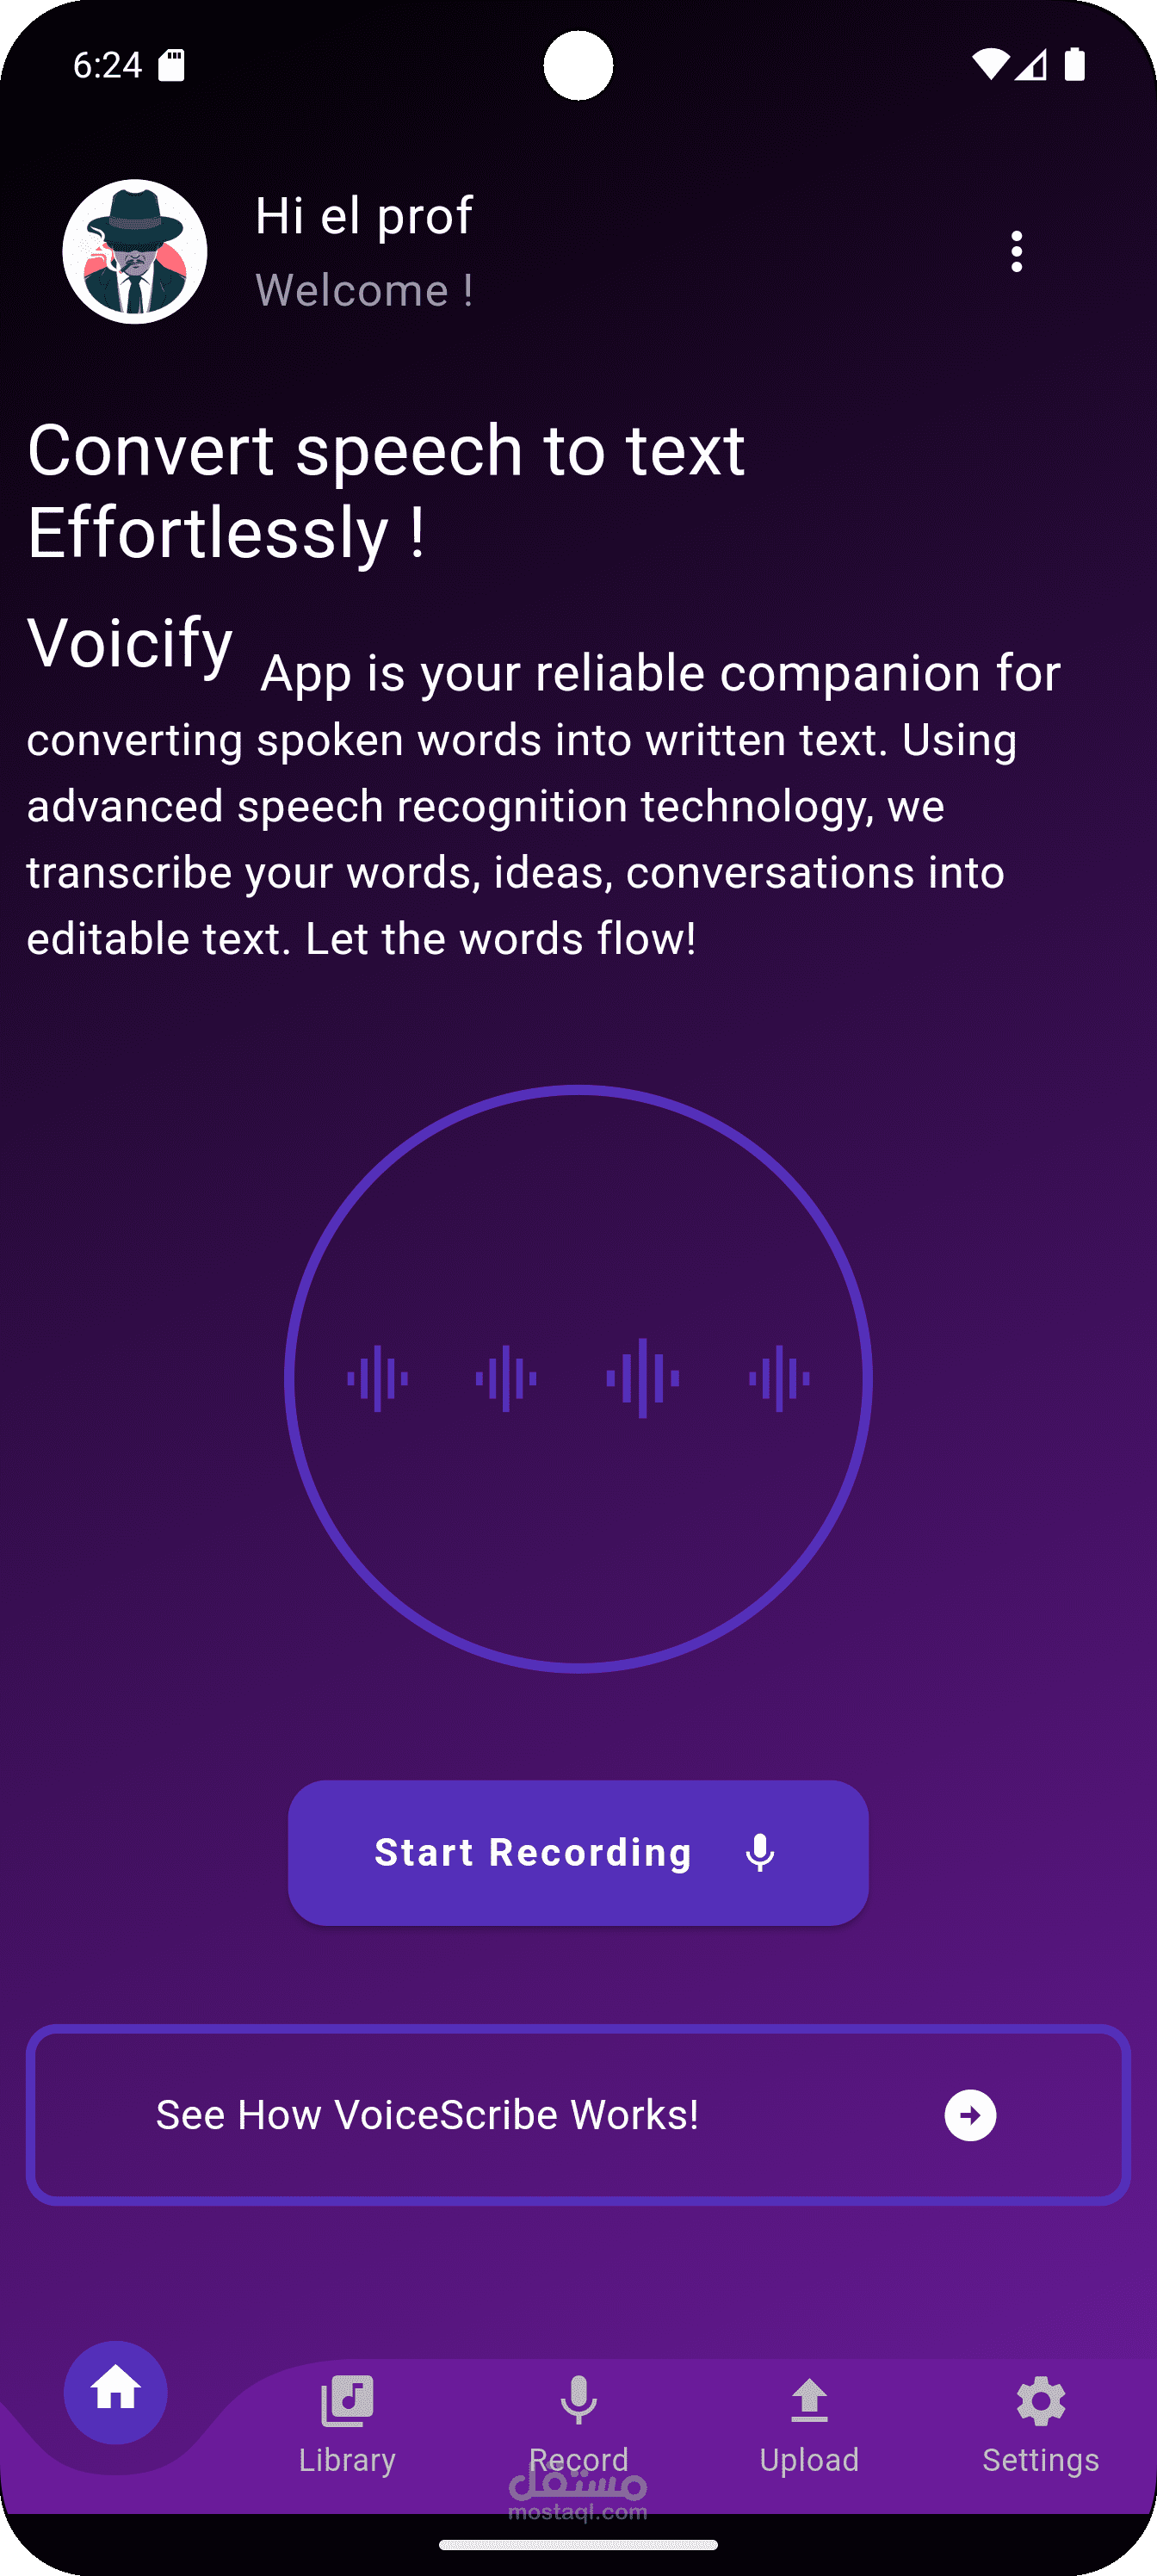 6:24
Hi el prof
Welcome !
Convert speech to text
Effortlessly !
Voicify App is your reliable companion for
converting spoken words into written text. Using
advanced speech recognition technology, we
transcribe your words, ideas, conversations into
editable text. Let the words flow!
Start Recording
See How VoiceScribe Works!
Library Record Upload Settings
مستقل
mostaql.com